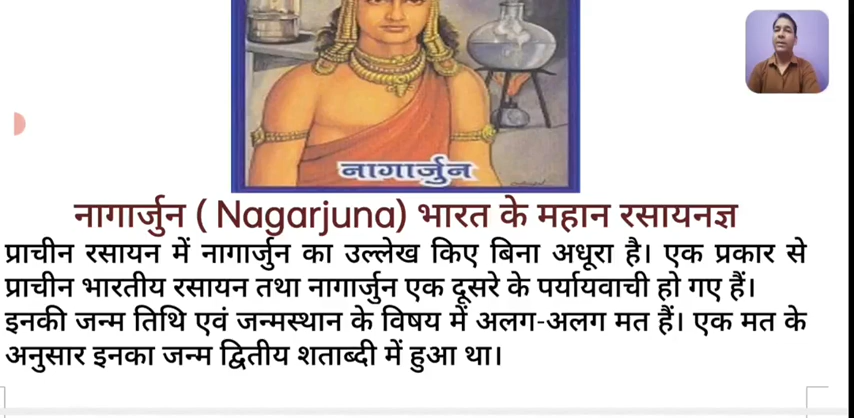 नागार्जुन
नागार्जुन ( Nagarjuna) भारत के महान रसायनज्ञ
प्राचीन रसायन में नागार्जुन का उल्लेख किए बिना अधूरा है। एक प्रकार से
प्राचीन भारतीय रसायन तथा नागार्जुन एक दूसरे के पर्यायवाची हो गए हैं।
इनकी जन्म तिथि एवं जन्मस्थान के विषय में अलग-अलग मत हैं। एक मत के
अनुसार इनका जन्म द्वितीय शताब्दी में हुआ था।